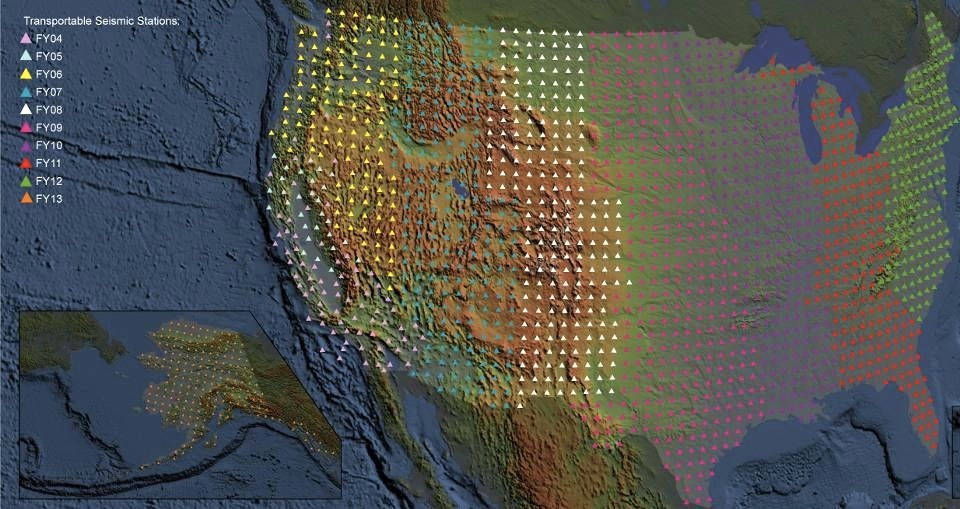 Transportable Seismic Stations:
FY04
FY05
FY06
FY07
FY08
FY09
FY10
FY11
FY12
FY13